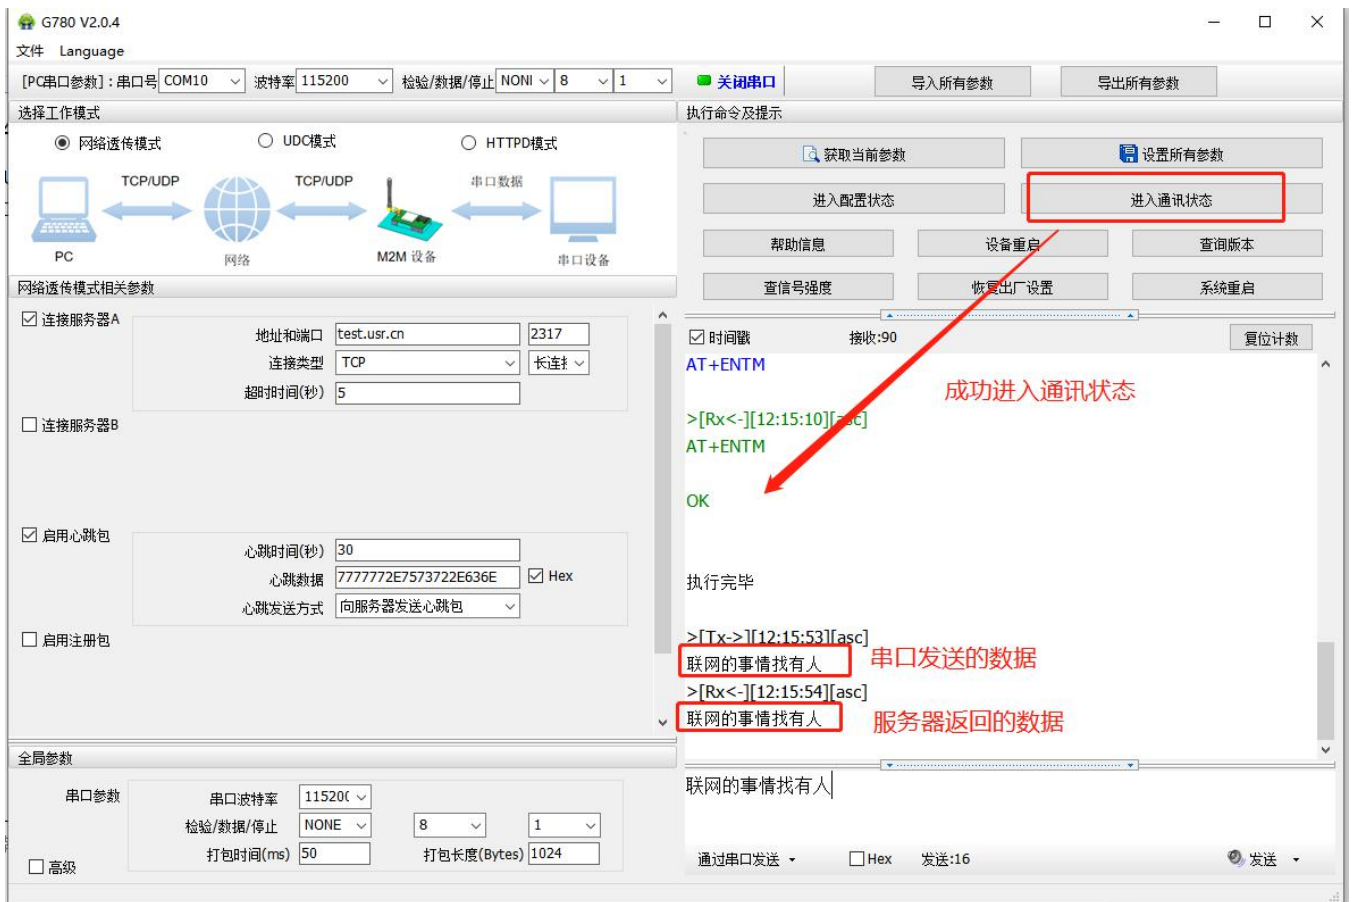 G780 V2.0.4
文件 Language
[PC串口参数]：串口号 COM10 波特率 115200 检验/数据/停止 NONI 8 1 关闭串口 导入所有参数 导出所有参数
选择工作模式
网络透传模式 UDC模式 HTTPD模式
TCP/UDP TCP/UDP 串口数据
PC 网络 M2M 设备 串口设备
网络透传模式相关参数
连接服务器A
地址和端口 test.usr.cn 2317
连接类型 TCP 长连接
超时时间(秒) 5
连接服务器B
启用心跳包
心跳时间(秒) 30
心跳数据 7777772E7573722E636E Hex
心跳发送方式 向服务器发送心跳包
启用注册包
全局参数
串口参数 串口波特率 115200
检验/数据/停止 NONE 8 1
打包时间(ms) 50 打包长度(Bytes) 1024
高级
执行命令及提示
获取当前参数 设置所有参数
进入配置状态 进入通讯状态
帮助信息 设备重启 查询版本
查信号强度 恢复出厂设置 系统重启
时间戳 接收:90 复位计数
AT+ENTM
成功进入通讯状态
>[Rx<-][12:15:10][asc]
AT+ENTM
OK
执行完毕
>[Tx->][12:15:53][asc]
联网的事情找有人 串口发送的数据
>[Rx<-][12:15:54][asc]
联网的事情找有人 服务器返回的数据
联网的事情找有人
通过串口发送 Hex 发送:16 发送